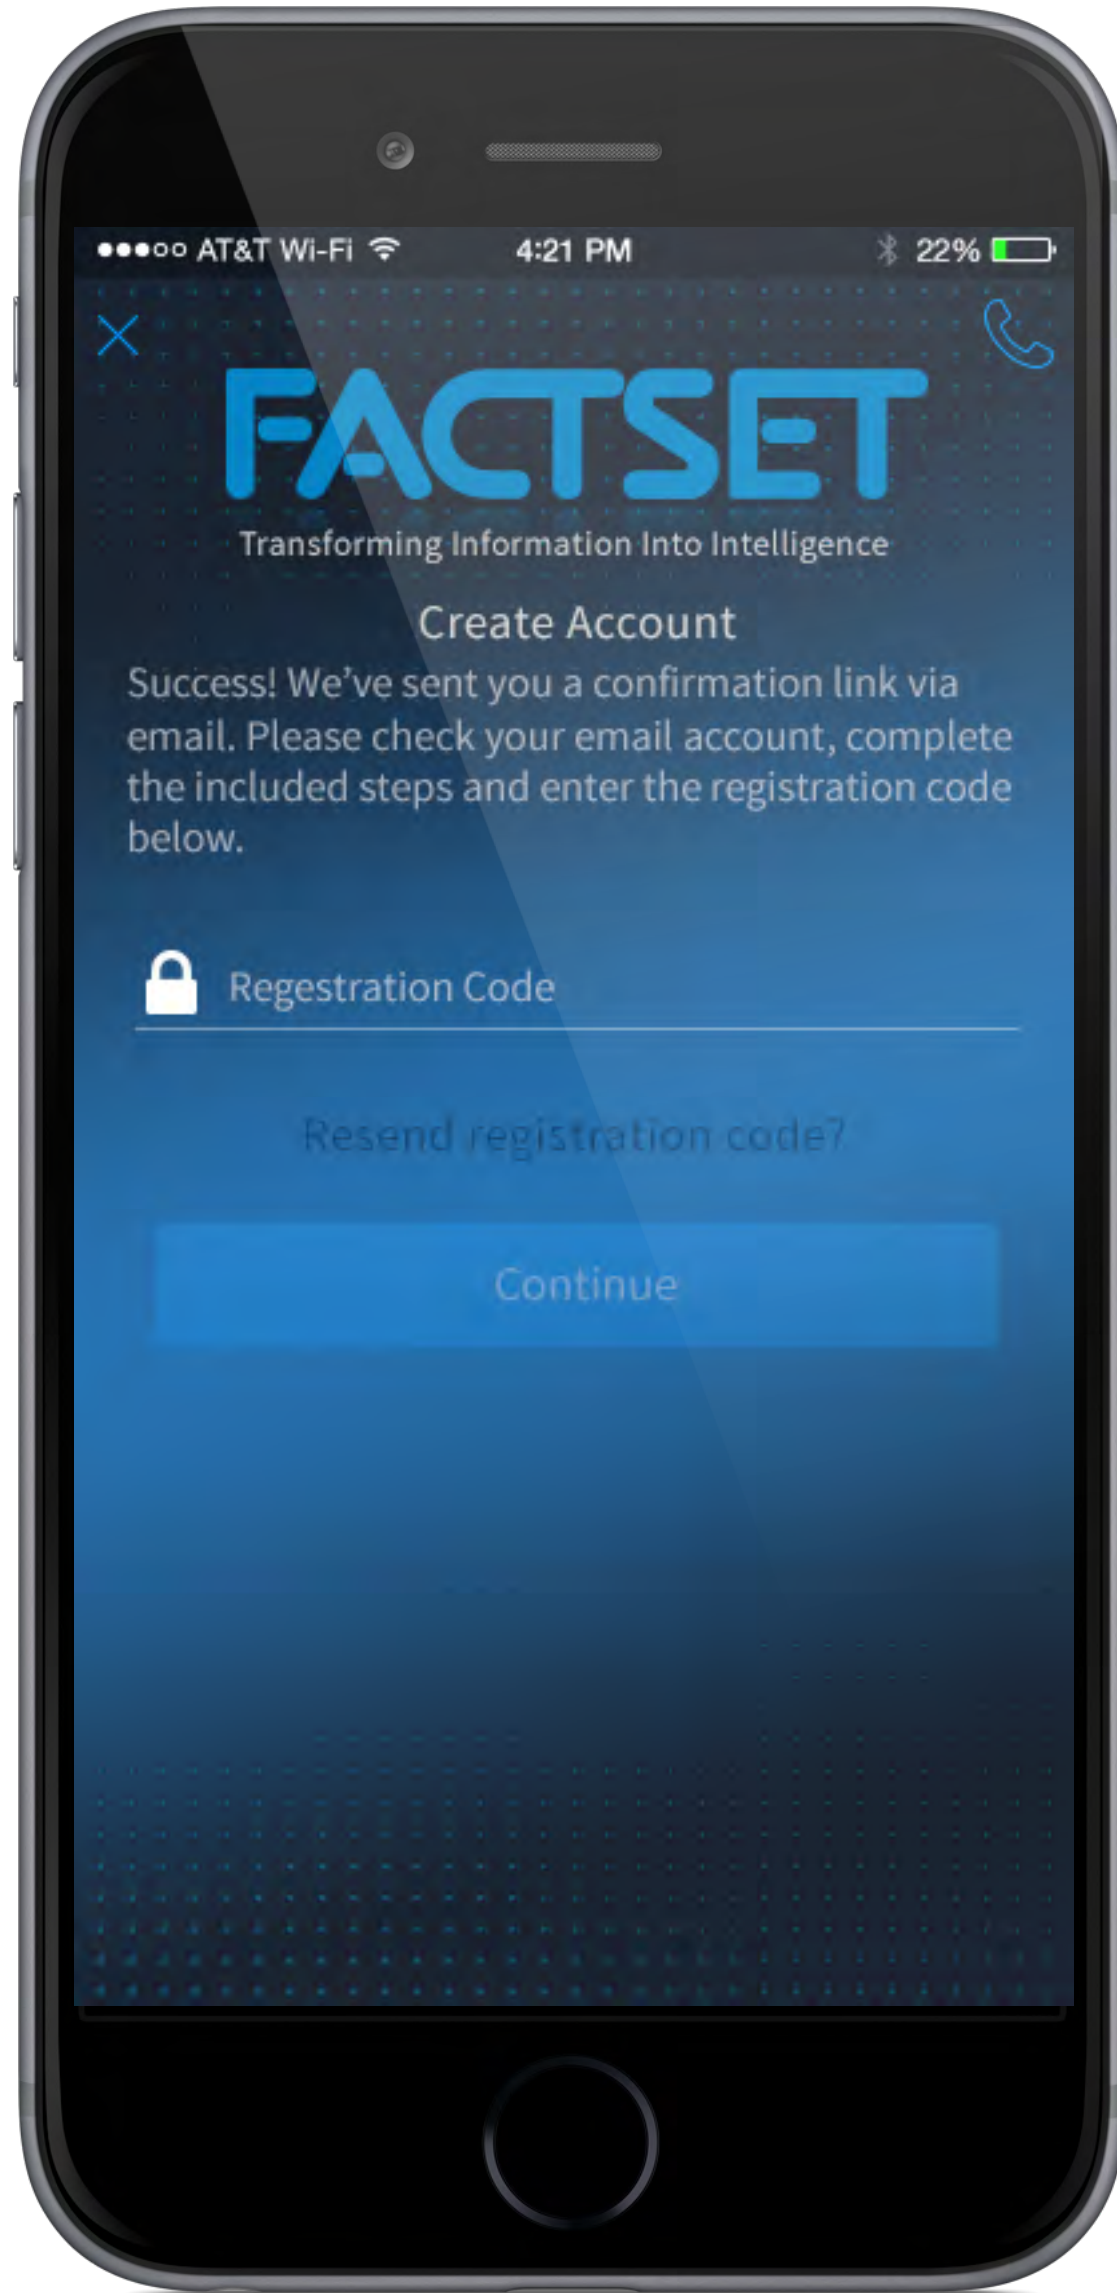 AT&T Wi-Fi 4:21 PM 22%
FACTSET
Transforming Information Into Intelligence
Create Account
Success! We've sent you a confirmation link via
email. Please check your email account, complete
the included steps and enter the registration code
below.
Regestration Code
Resend registration code?
Continue